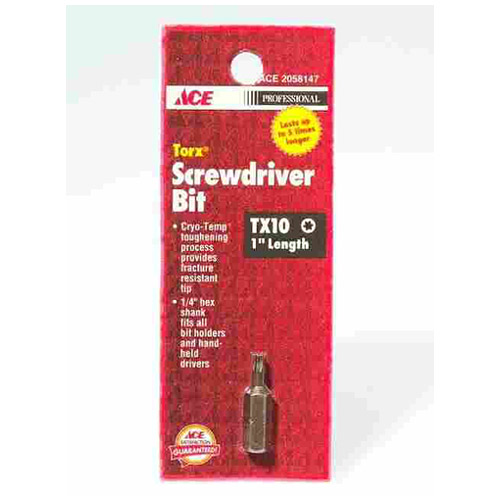 ACE 2058147
ACE
PROFESSIONAL
Lasts up
to 5 times
longer
Torx®
Screwdriver
Bit
TX10
1" Length
• Cryo-Temp
toughening
process
provides
fracture
resistant
tip
• 1/4" hex
shank
fits all
bit holders
and hand-
held
drivers
ACE
SATISFACTION
GUARANTEED!